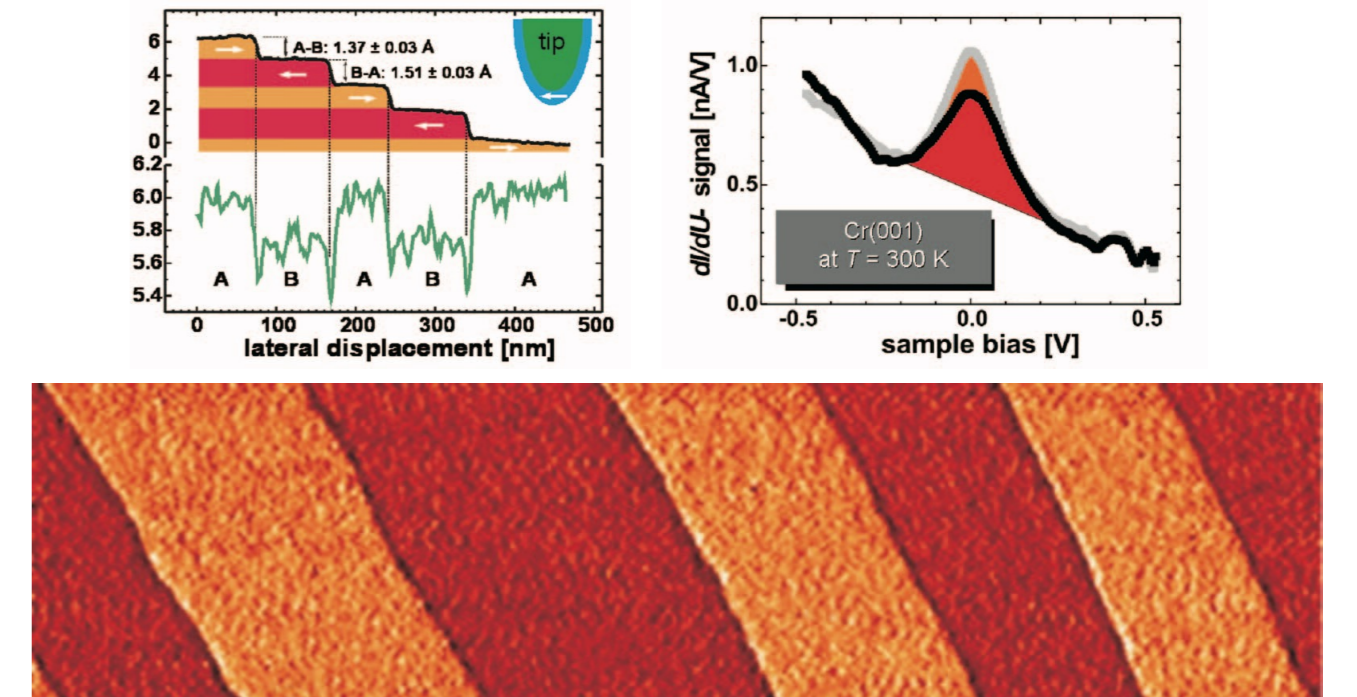 6
4
2
0
A-B: 1.37 ± 0.03 Å
B-A: 1.51 ± 0.03 Å
tip
6.2
6.0
5.8
5.6
5.4
A B A B A
0 100 200 300 400 500
lateral displacement [nm]
dI/dU- signal [nA/V]
1.0
0.5
0.0
Cr(001)
at T = 300 K
-0.5 0.0 0.5
sample bias [V]